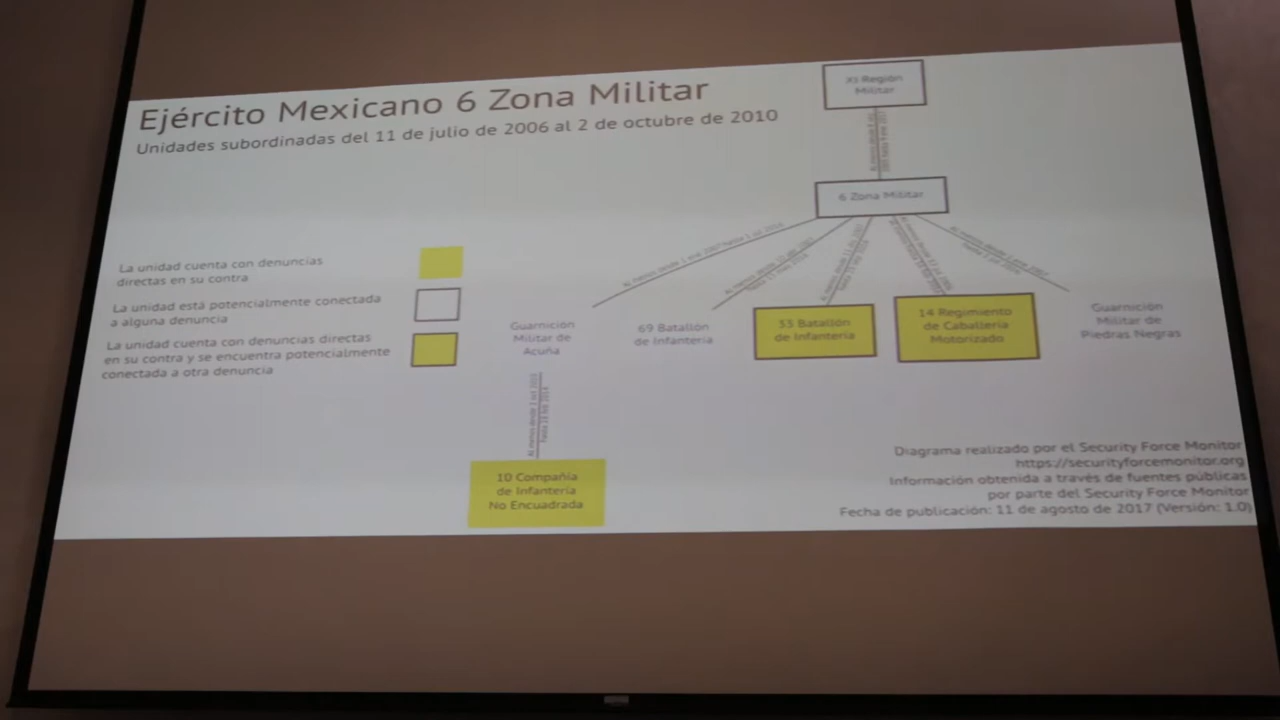 Ejército Mexicano 6 Zona Militar
Unidades subordinadas del 11 de julio de 2006 al 2 de octubre de 2010
XI Región
Militar
6 Zona Militar
La unidad cuenta con denuncias
directas en su contra
La unidad está potencialmente conectada
a alguna denuncia
La unidad cuenta con denuncias directas
en su contra y se encuentra potencialmente
conectada a otra denuncia
Guarnición
Militar de
Acuña
69 Batallón
de Infantería
53 Batallón
de Infantería
14 Regimiento
de Caballería
Motorizado
Guarnición
Militar de
Piedras Negras
10 Compañía
de Infantería
No Encuadrada
Diagrama realizado por el Security Force Monitor
https://securityforcemonitor.org
Información obtenida a través de fuentes públicas
por parte del Security Force Monitor
Fecha de publicación: 11 de agosto de 2017 (Versión: 1.0)